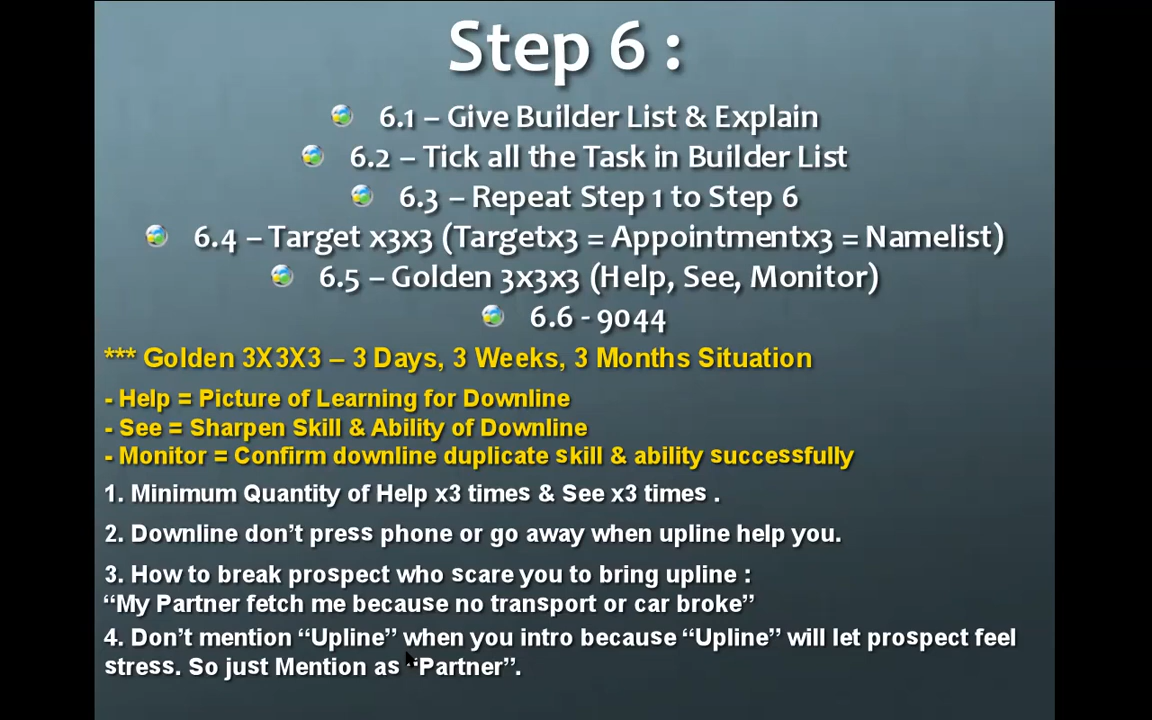 Step 6 :
6.1 – Give Builder List & Explain
6.2 – Tick all the Task in Builder List
6.3 – Repeat Step 1 to Step 6
6.4 – Target x3x3 (Targetx3 = Appointmentx3 = Namelist)
6.5 – Golden 3x3x3 (Help, See, Monitor)
6.6 - 9044
*** Golden 3X3X3 – 3 Days, 3 Weeks, 3 Months Situation
- Help = Picture of Learning for Downline
- See = Sharpen Skill & Ability of Downline
- Monitor = Confirm downline duplicate skill & ability successfully
1. Minimum Quantity of Help x3 times & See x3 times .
2. Downline don’t press phone or go away when upline help you.
3. How to break prospect who scare you to bring upline :
“My Partner fetch me because no transport or car broke”
4. Don’t mention “Upline” when you intro because “Upline” will let prospect feel
stress. So just Mention as “Partner”.